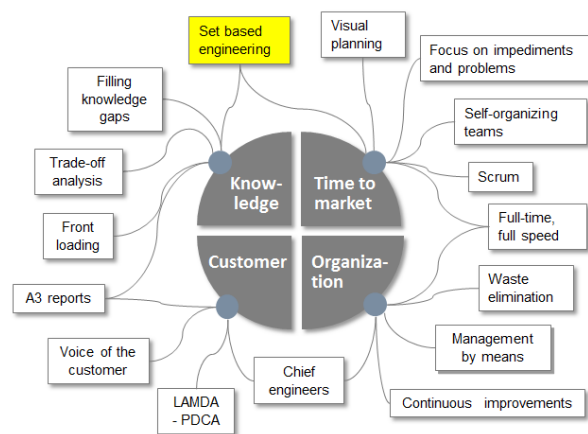 Set based
engineering
Visual
planning
Focus on impediments
and problems
Filling
knowledge
gaps
Self-organizing
teams
Trade-off
analysis
Scrum
Know-
ledge
Time to
market
Front
loading
Full-time,
full speed
Customer
Organiza-
tion
A3 reports
Waste
elimination
Voice of the
customer
Management
by means
Chief
engineers
LAMDA
- PDCA
Continuous improvements